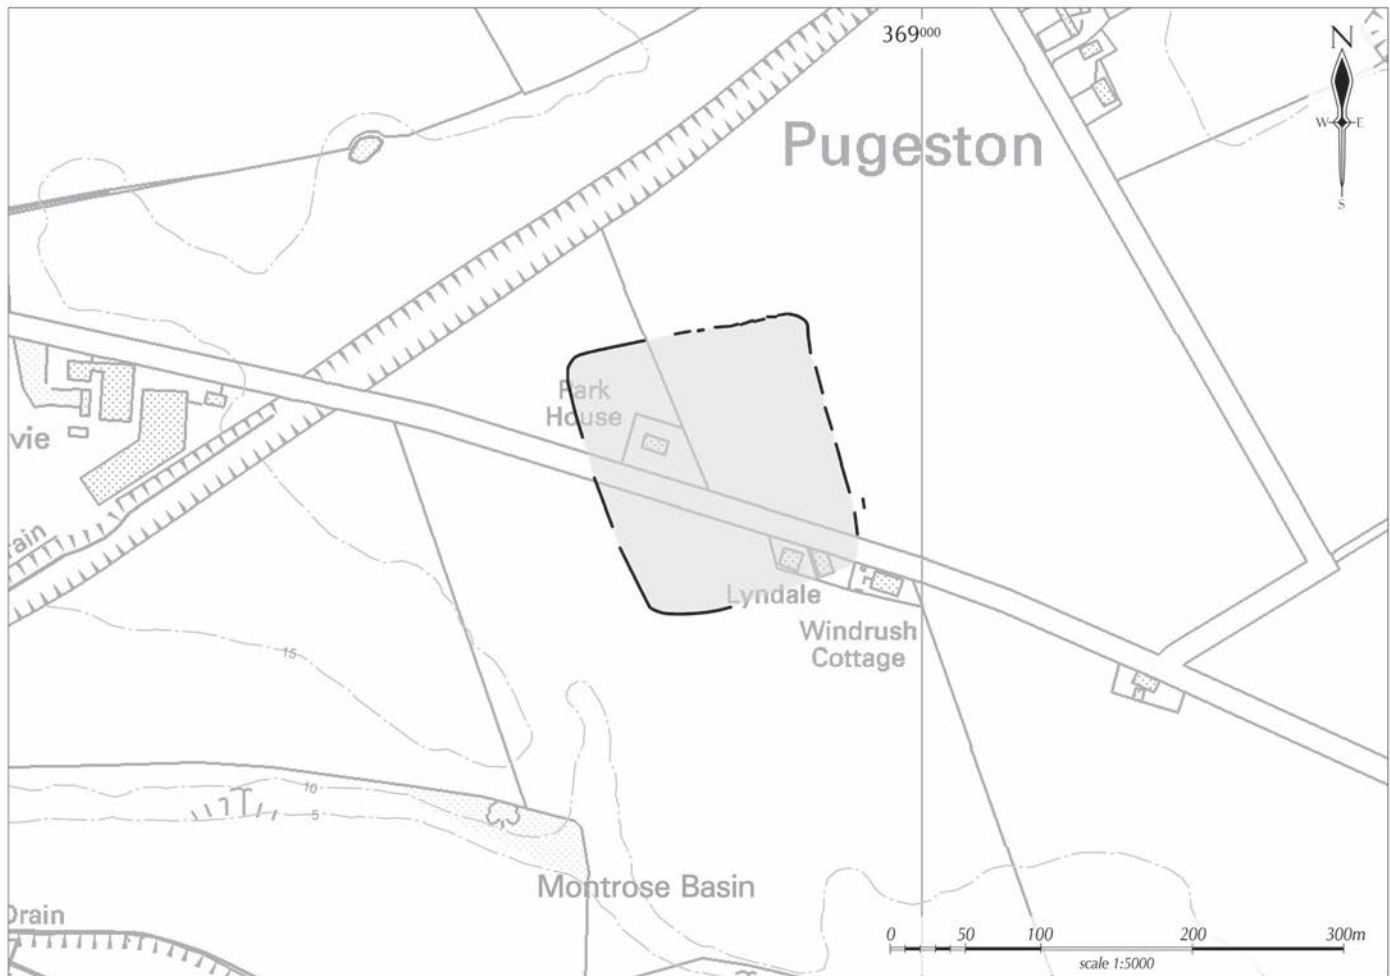 369000
N
W E
S
Pugeston
Park
House
vie
ain
Lyndale
Windrush
Cottage
15
10
5
Montrose Basin
Drain
0 50 100 200 300m
scale 1:5000